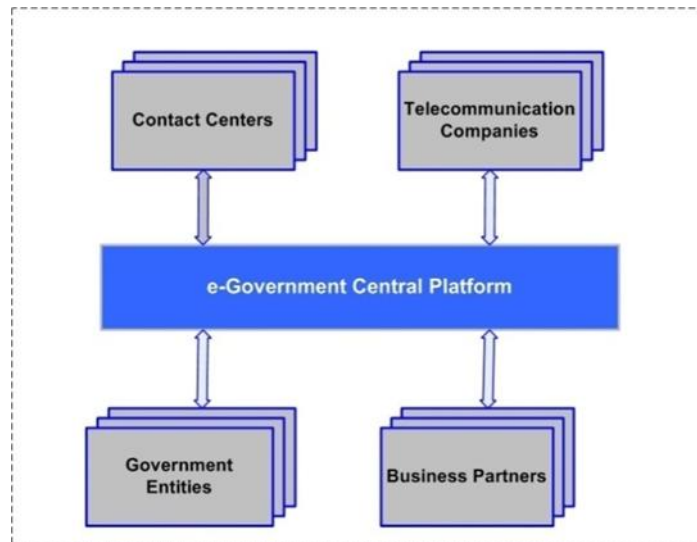 Contact Centers
Telecommunication
Companies
e-Government Central Platform
Government
Entities
Business Partners